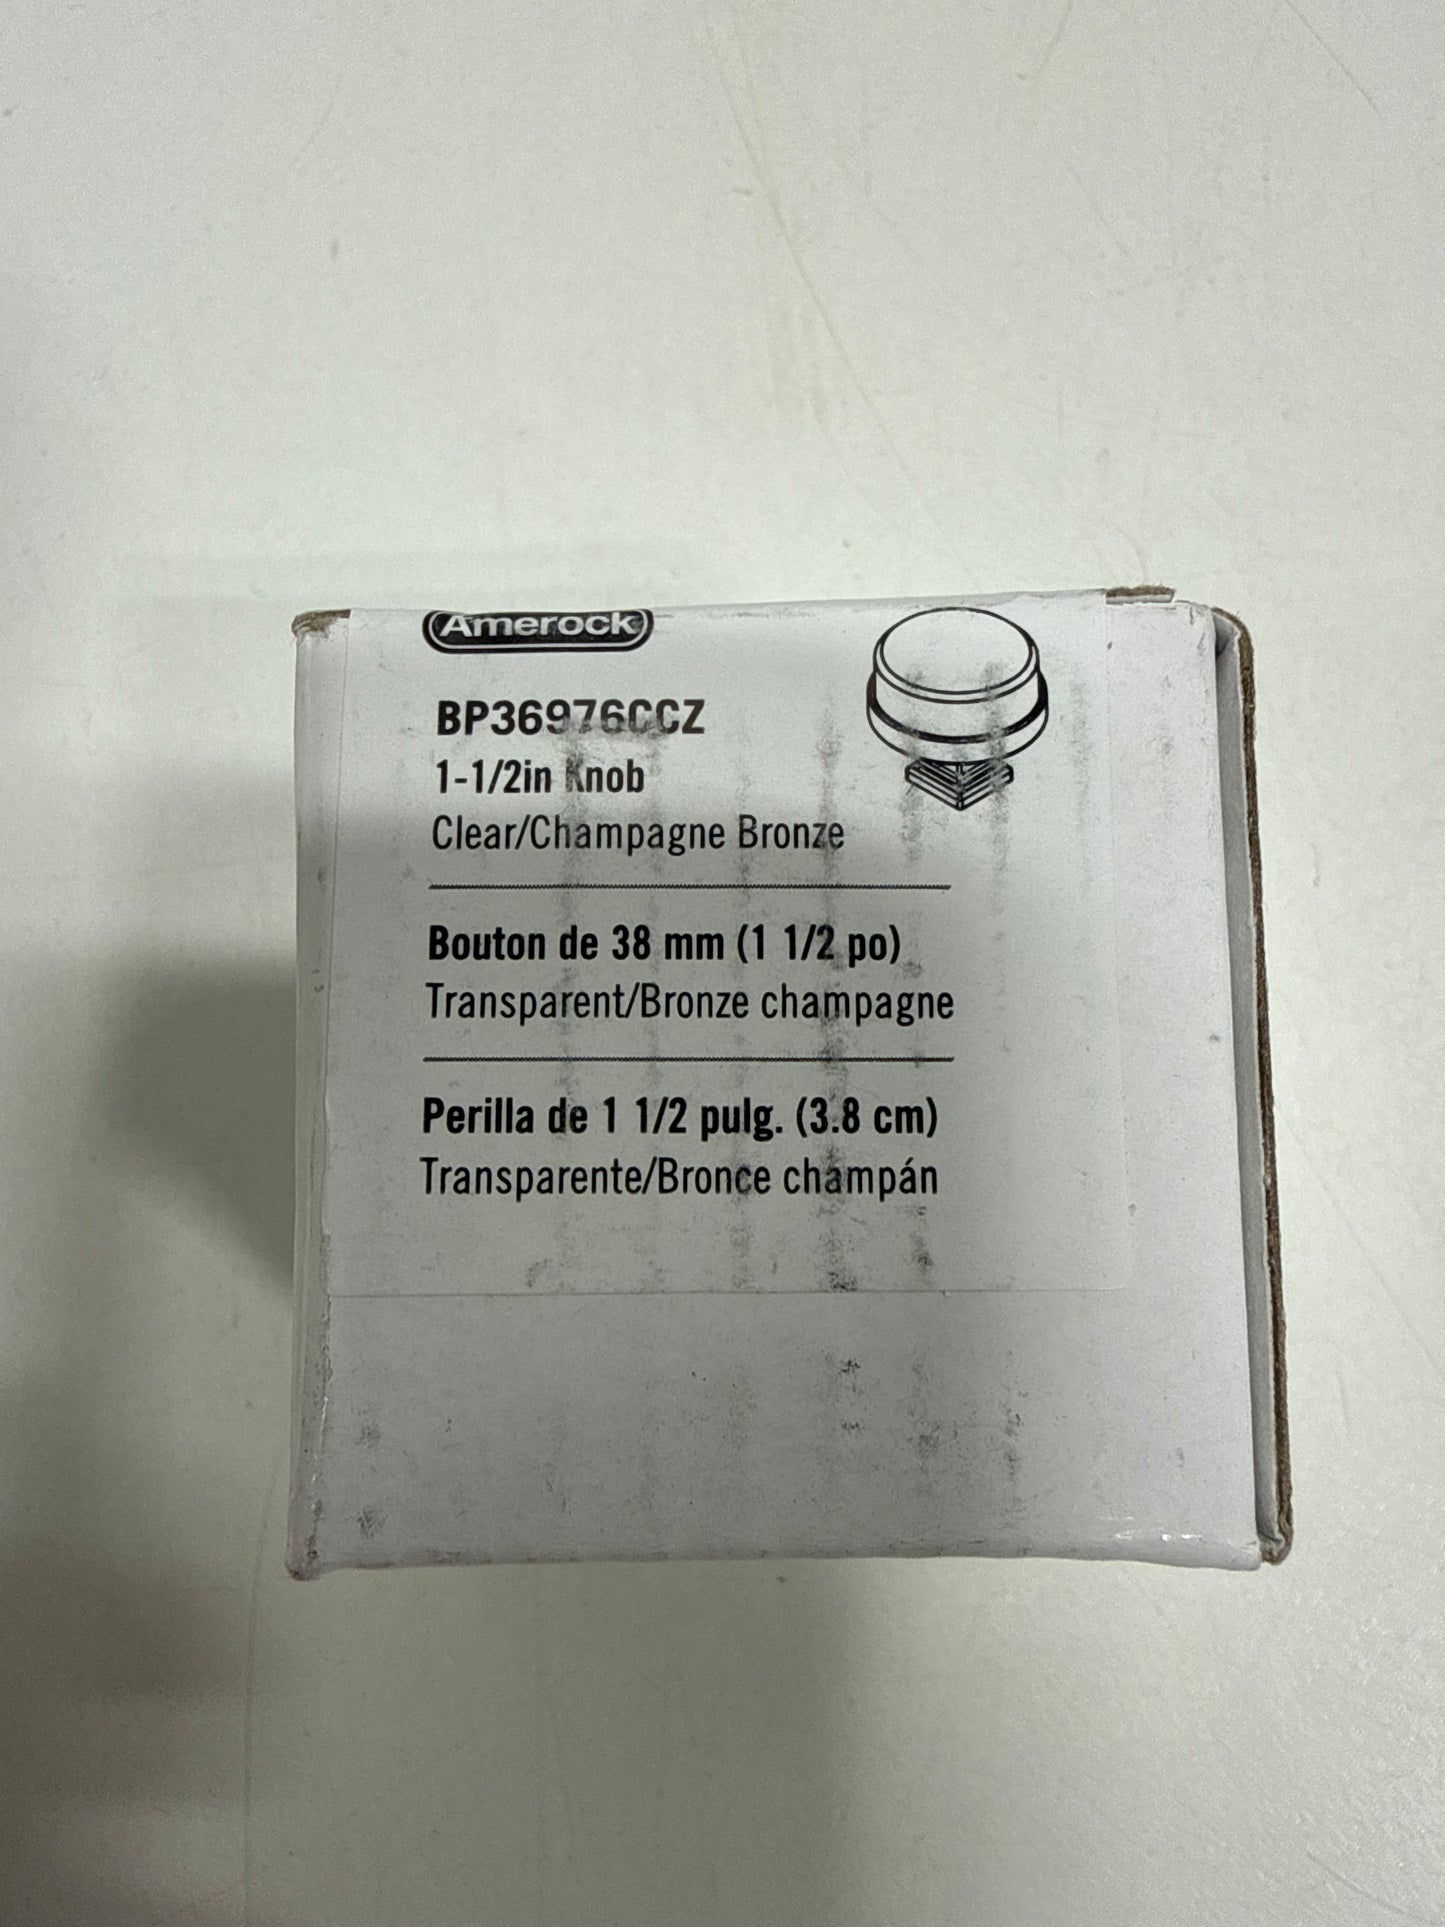 Amerock
BP36976CCZ
1-1/2in Knob
Clear/Champagne Bronze
Bouton de 38 mm (1 1/2 po)
Transparent/Bronze champagne
Perilla de 1 1/2 pulg. (3.8 cm)
Transparente/Bronce champán